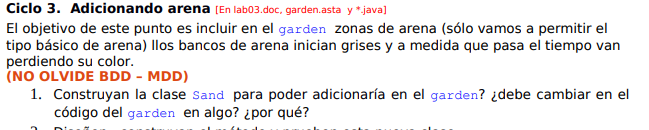 Ciclo 3. Adicionando arena [En lab03.doc, garden.asta y *.java]
El objetivo de este punto es incluir en el garden zonas de arena (sólo vamos a permitir el
tipo básico de arena) llos bancos de arena inician grises y a medida que pasa el tiempo van
perdiendo su color.
(NO OLVIDE BDD – MDD)
1. Construyan la clase Sand para poder adicionaría en el garden? ¿debe cambiar en el
código del garden en algo? ¿por qué?